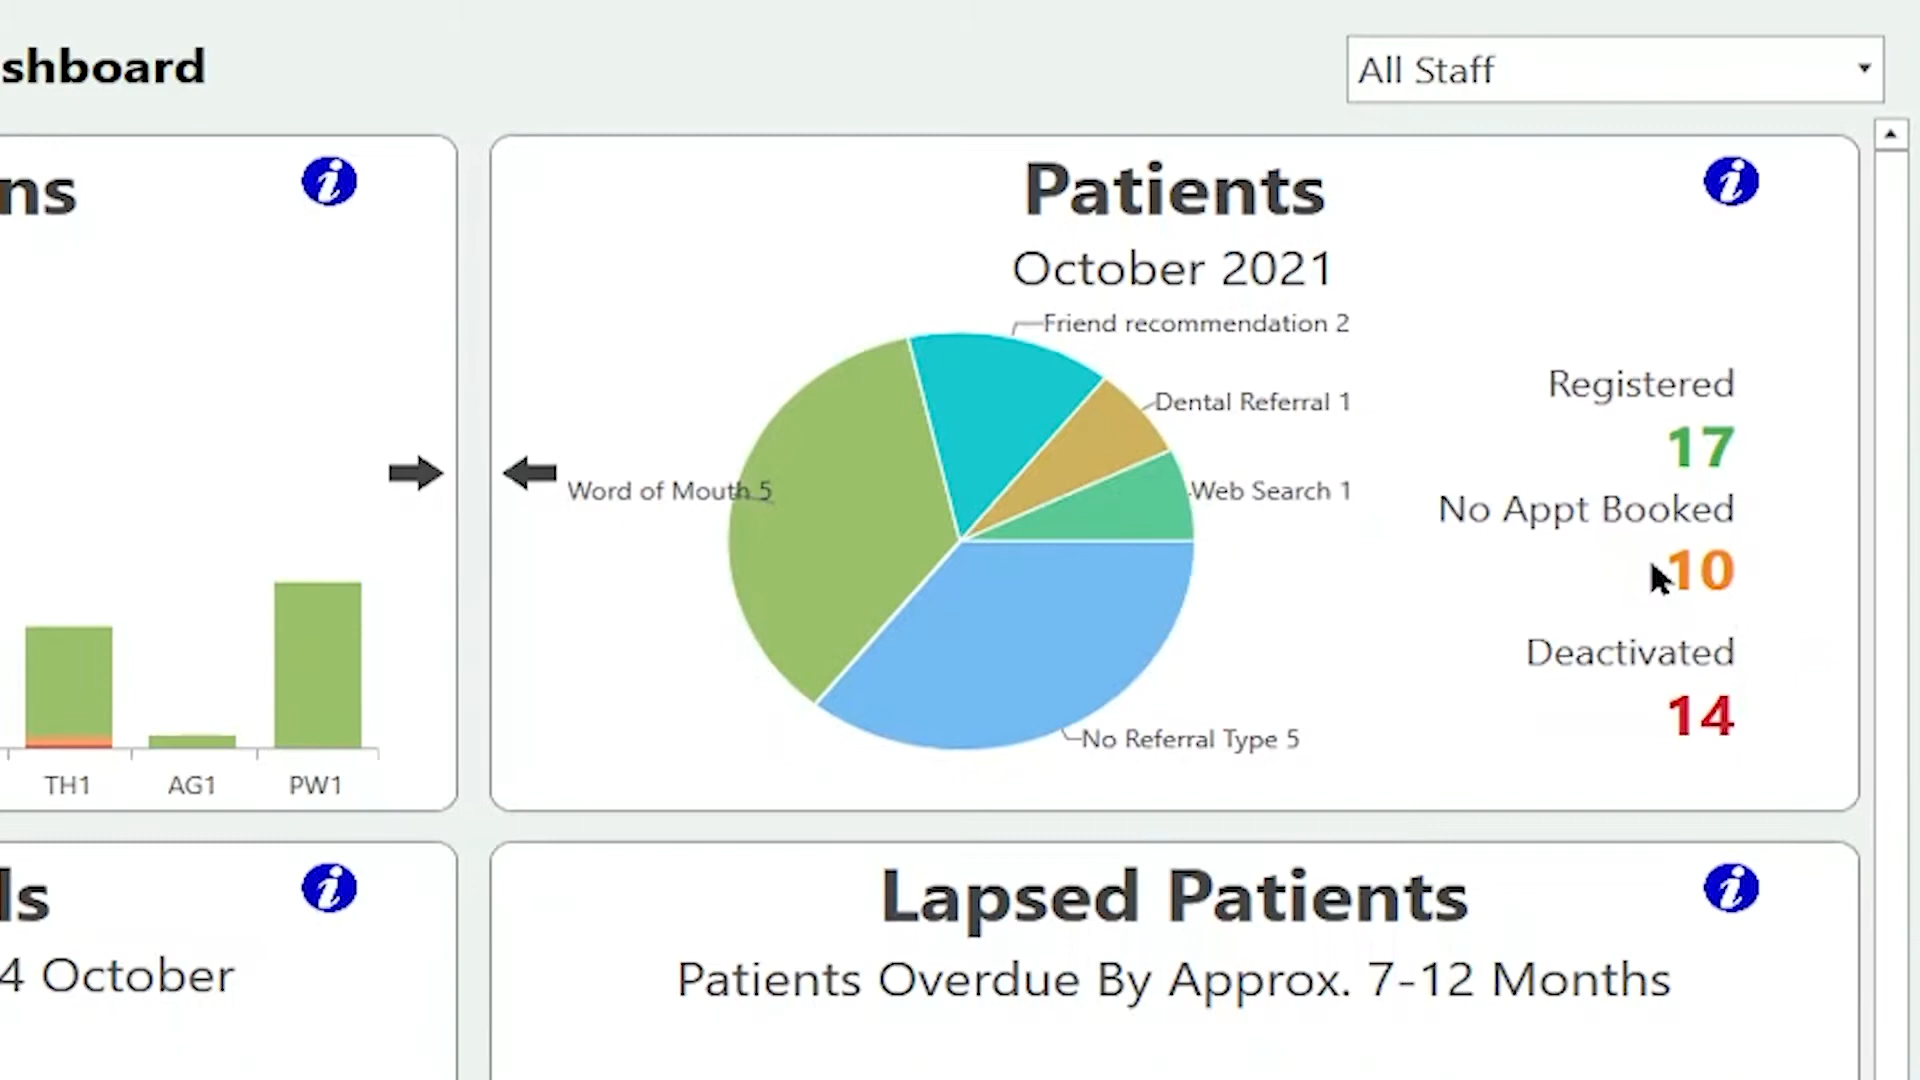 shboard
All Staff
ns
Patients
October 2021
Friend recommendation 2
Dental Referral 1
Web Search 1
Word of Mouth 5
No Referral Type 5
Registered
17
No Appt Booked
10
Deactivated
14
TH1
AG1
PW1
ls
4 October
Lapsed Patients
Patients Overdue By Approx. 7-12 Months